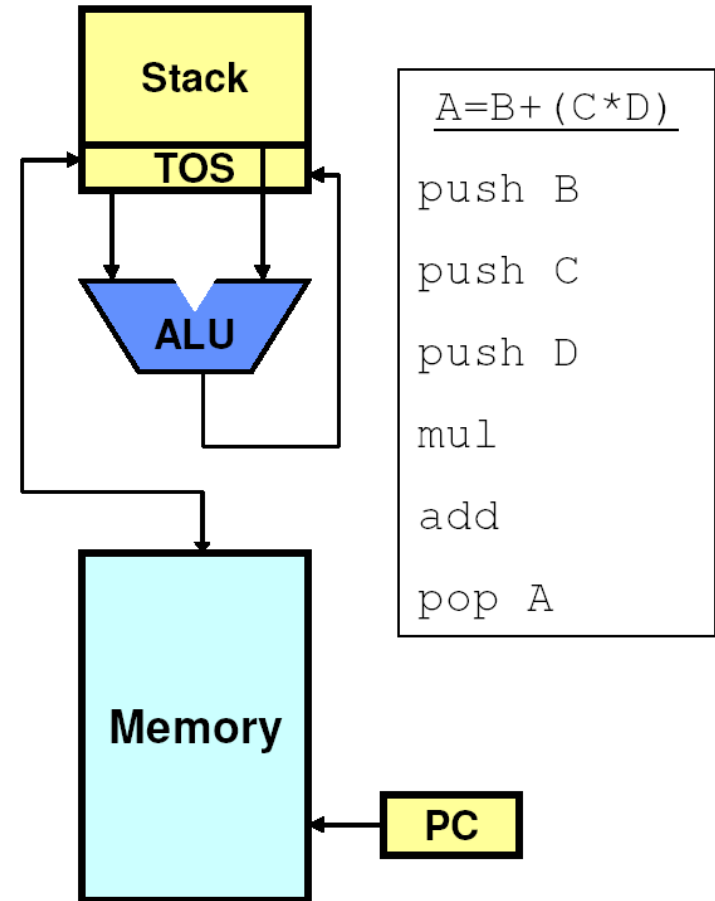 Stack
TOS
ALU
Memory
PC
A=B+(C*D)
push B
push C
push D
mul
add
pop A